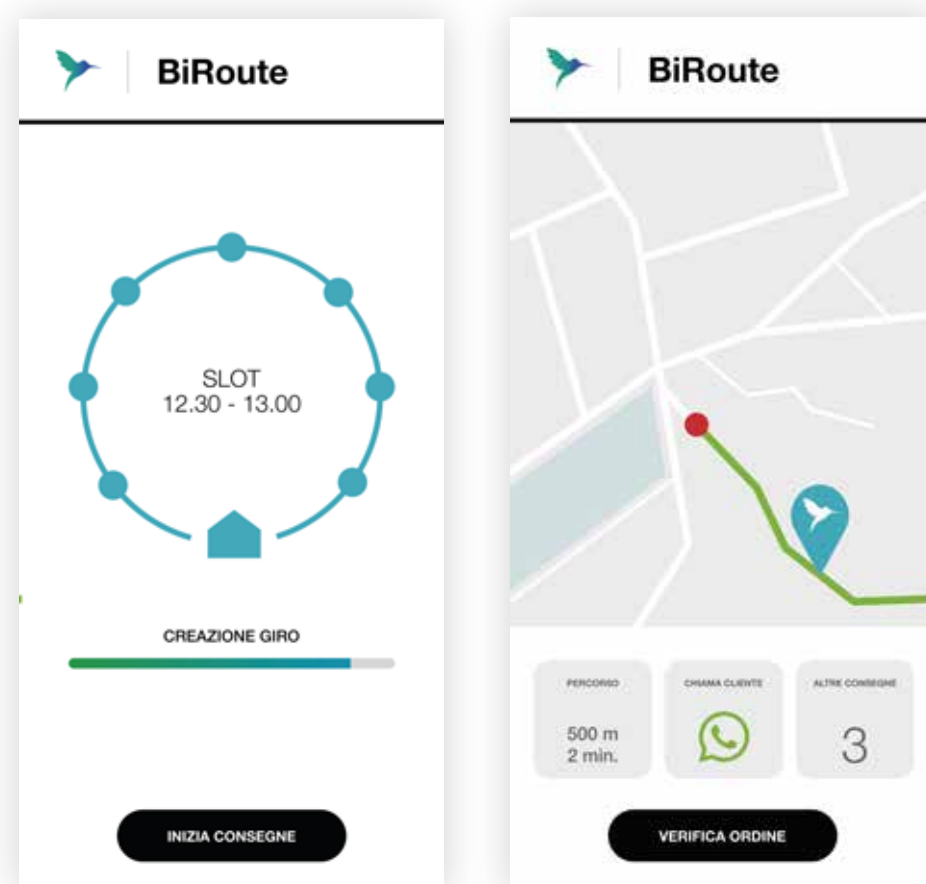 BiRoute
SLOT
12.30 - 13.00
CREAZIONE GIRO
INIZIA CONSEGNE
BiRoute
PERCORSO
500 m
2 min.
CHIAMA CLIENTE
ALTRE CONSEGNE
3
VERIFICA ORDINE